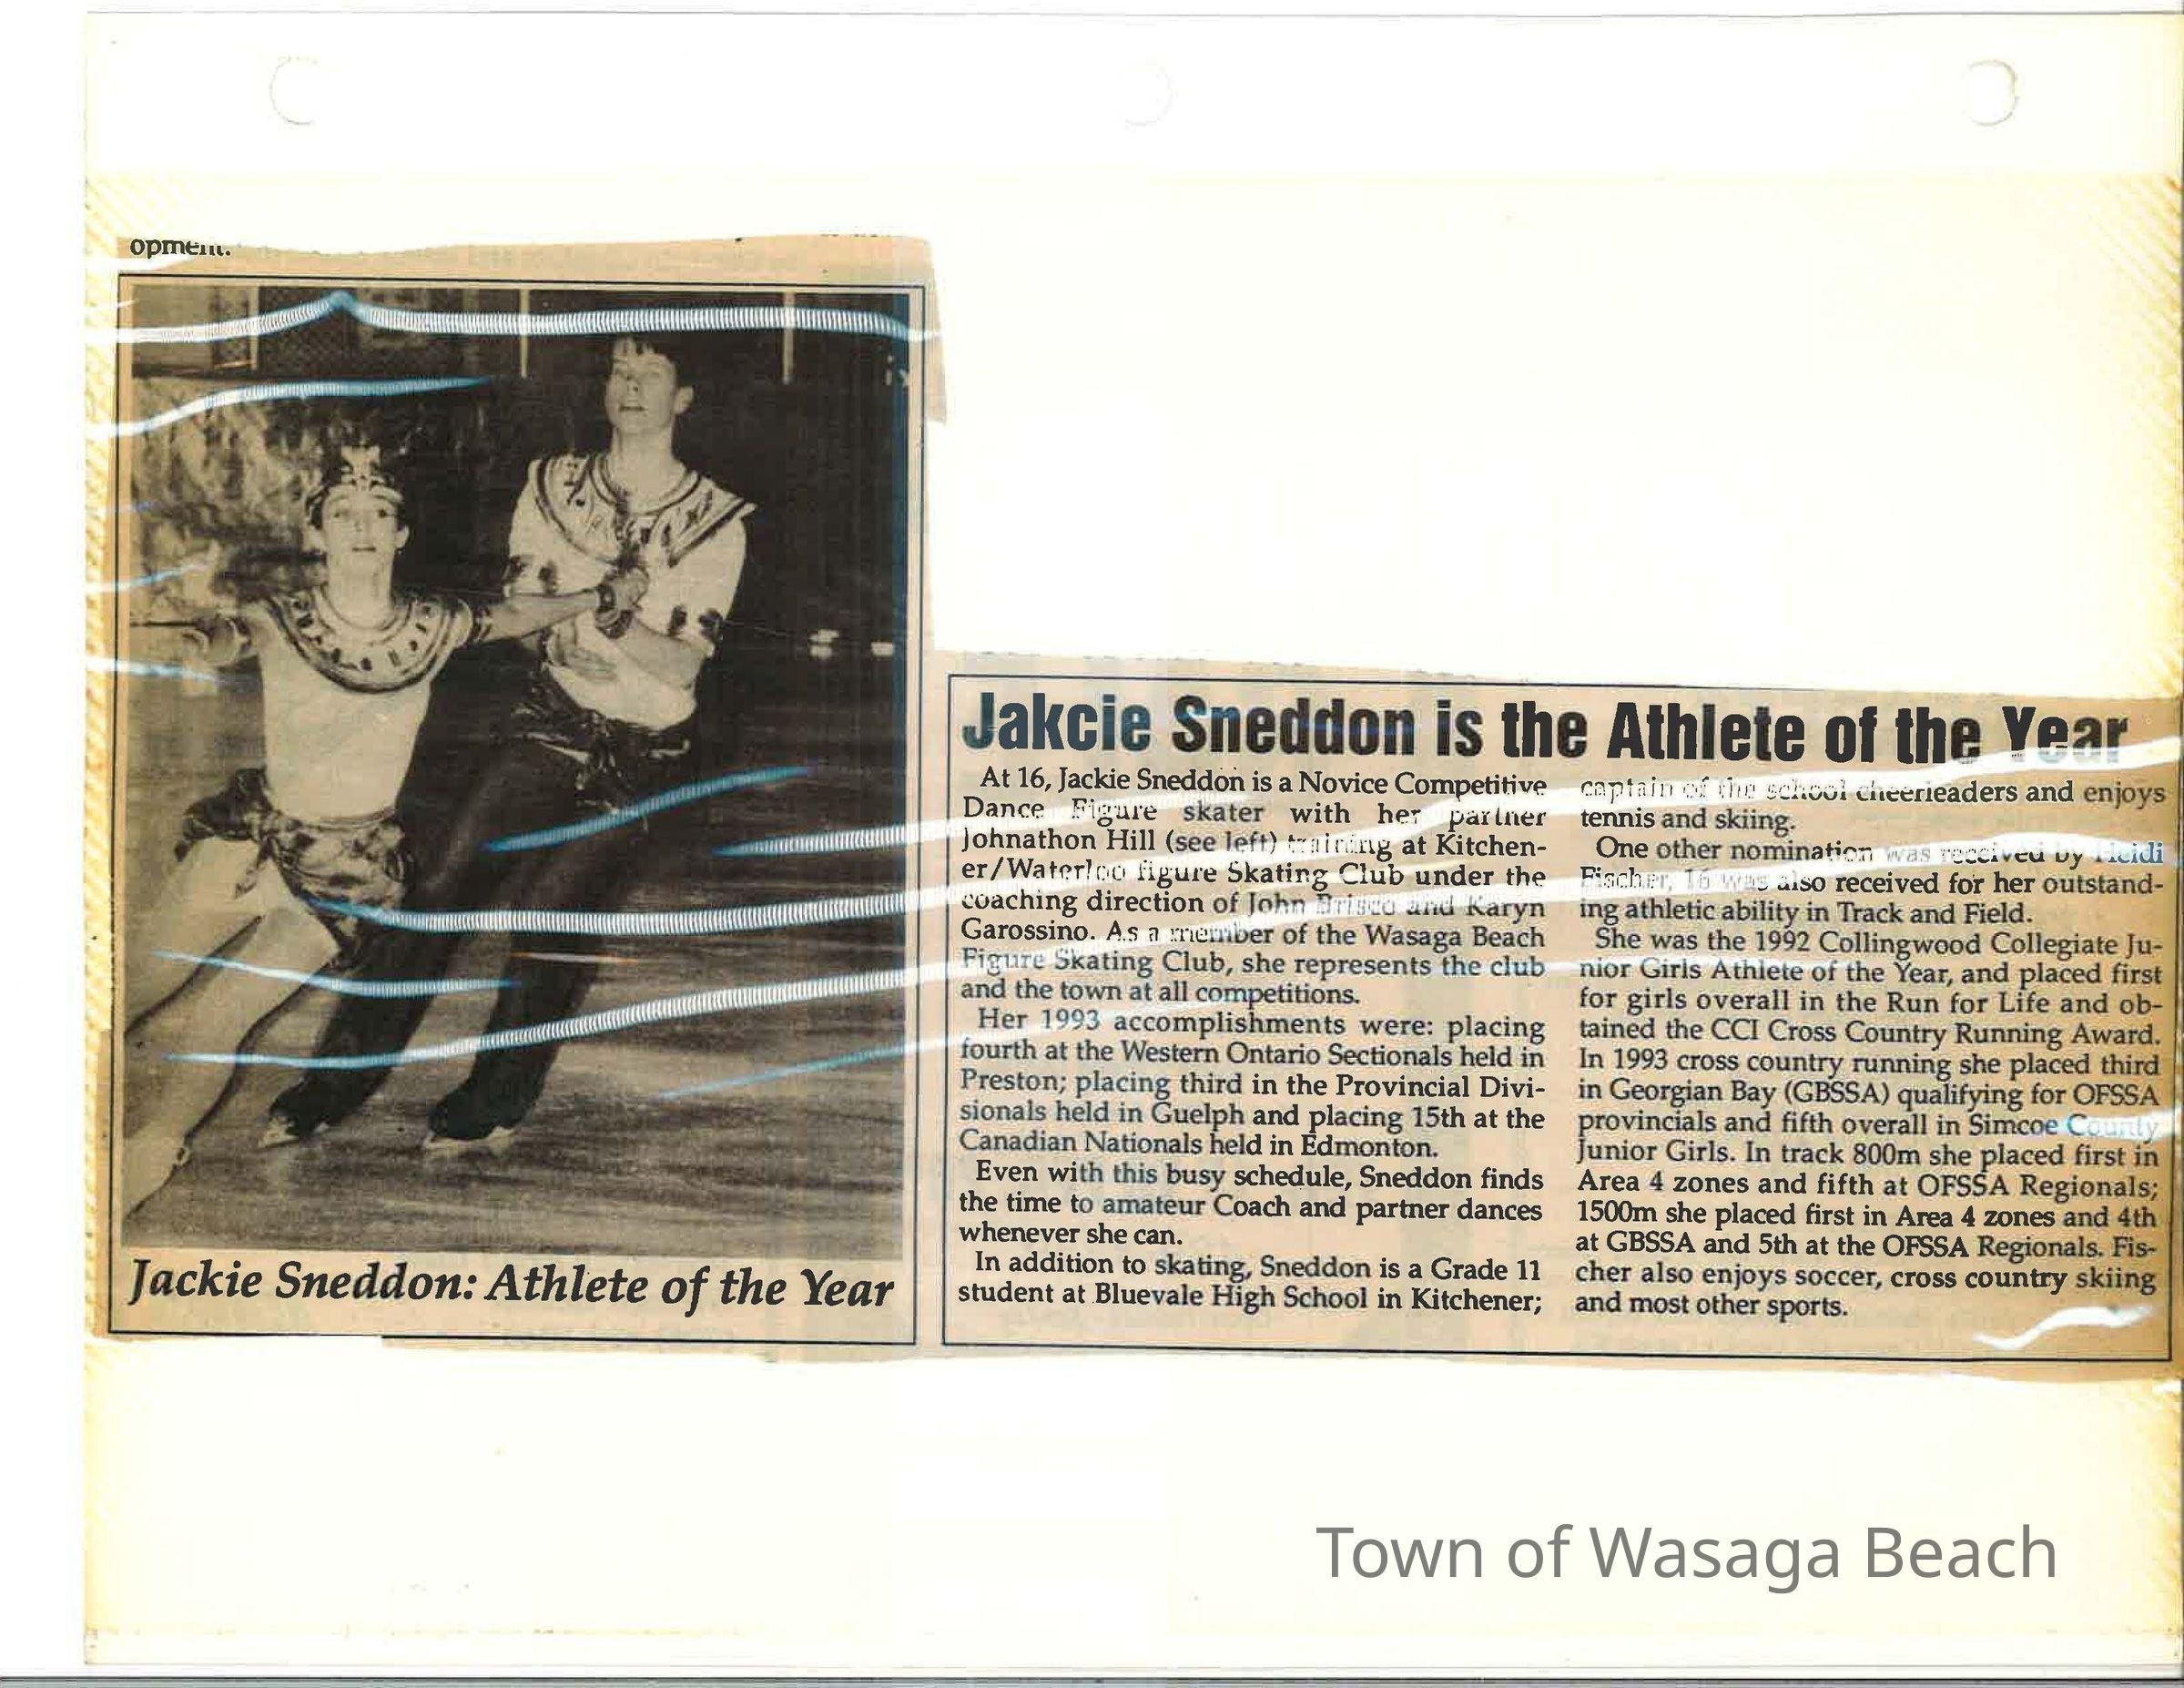 opment.
Jackie Sneddon: Athlete of the Year
Jakcie Sneddon is the Athlete of the Year
At 16, Jackie Sneddon is a Novice Competitive
Dance Figure skater with her partner
Johnathon Hill (see left) training at Kitchen-
er/Waterloo figure Skating Club under the
coaching direction of John Brisco and Karyn
Garossino. As a member of the Wasaga Beach
Figure Skating Club, she represents the club
and the town at all competitions.
Her 1993 accomplishments were: placing
fourth at the Western Ontario Sectionals held in
Preston; placing third in the Provincial Divi-
sionals held in Guelph and placing 15th at the
Canadian Nationals held in Edmonton.
Even with this busy schedule, Sneddon finds
the time to amateur Coach and partner dances
whenever she can.
In addition to skating, Sneddon is a Grade 11
student at Bluevale High School in Kitchener;
captain of the school cheerleaders and enjoys
tennis and skiing.
One other nomination was received by Heidi
Fischer, 16 was also received for her outstand-
ing athletic ability in Track and Field.
She was the 1992 Collingwood Collegiate Ju-
nior Girls Athlete of the Year, and placed first
for girls overall in the Run for Life and ob-
tained the CCI Cross Country Running Award.
In 1993 cross country running she placed third
in Georgian Bay (GBSSA) qualifying for OFSSA
provincials and fifth overall in Simcoe County
Junior Girls. In track 800m she placed first in
Area 4 zones and fifth at OFSSA Regionals;
1500m she placed first in Area 4 zones and 4th
at GBSSA and 5th at the OFSSA Regionals. Fis-
cher also enjoys soccer, cross country skiing
and most other sports.
Town of Wasaga Beach